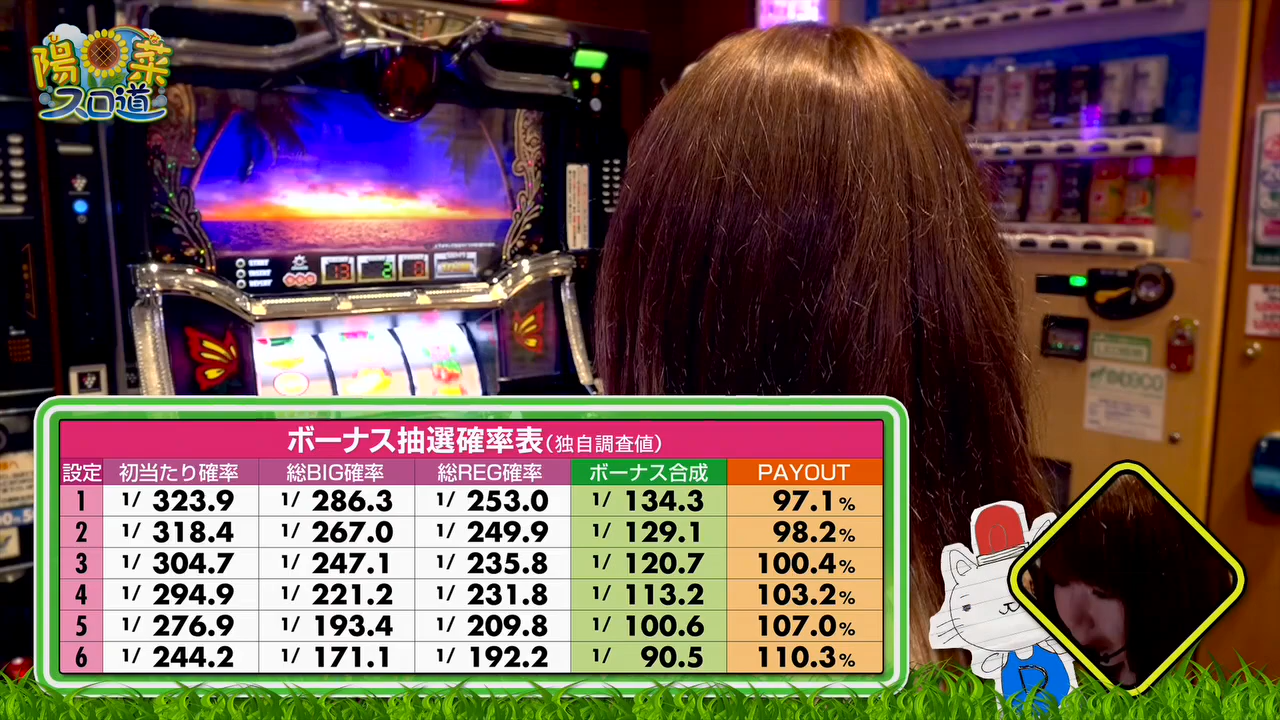 陽菜
スロ道
START
INSERT
REPLAY
ボーナス抽選確率表(独自調査値)
設定 初当たり確率 総BIG確率 総REG確率 ボーナス合成 PAYOUT
1 1/ 323.9 1/ 286.3 1/ 253.0 1/ 134.3 97.1%
2 1/ 318.4 1/ 267.0 1/ 249.9 1/ 129.1 98.2%
3 1/ 304.7 1/ 247.1 1/ 235.8 1/ 120.7 100.4%
4 1/ 294.9 1/ 221.2 1/ 231.8 1/ 113.2 103.2%
5 1/ 276.9 1/ 193.4 1/ 209.8 1/ 100.6 107.0%
6 1/ 244.2 1/ 171.1 1/ 192.2 1/ 90.5 110.3%